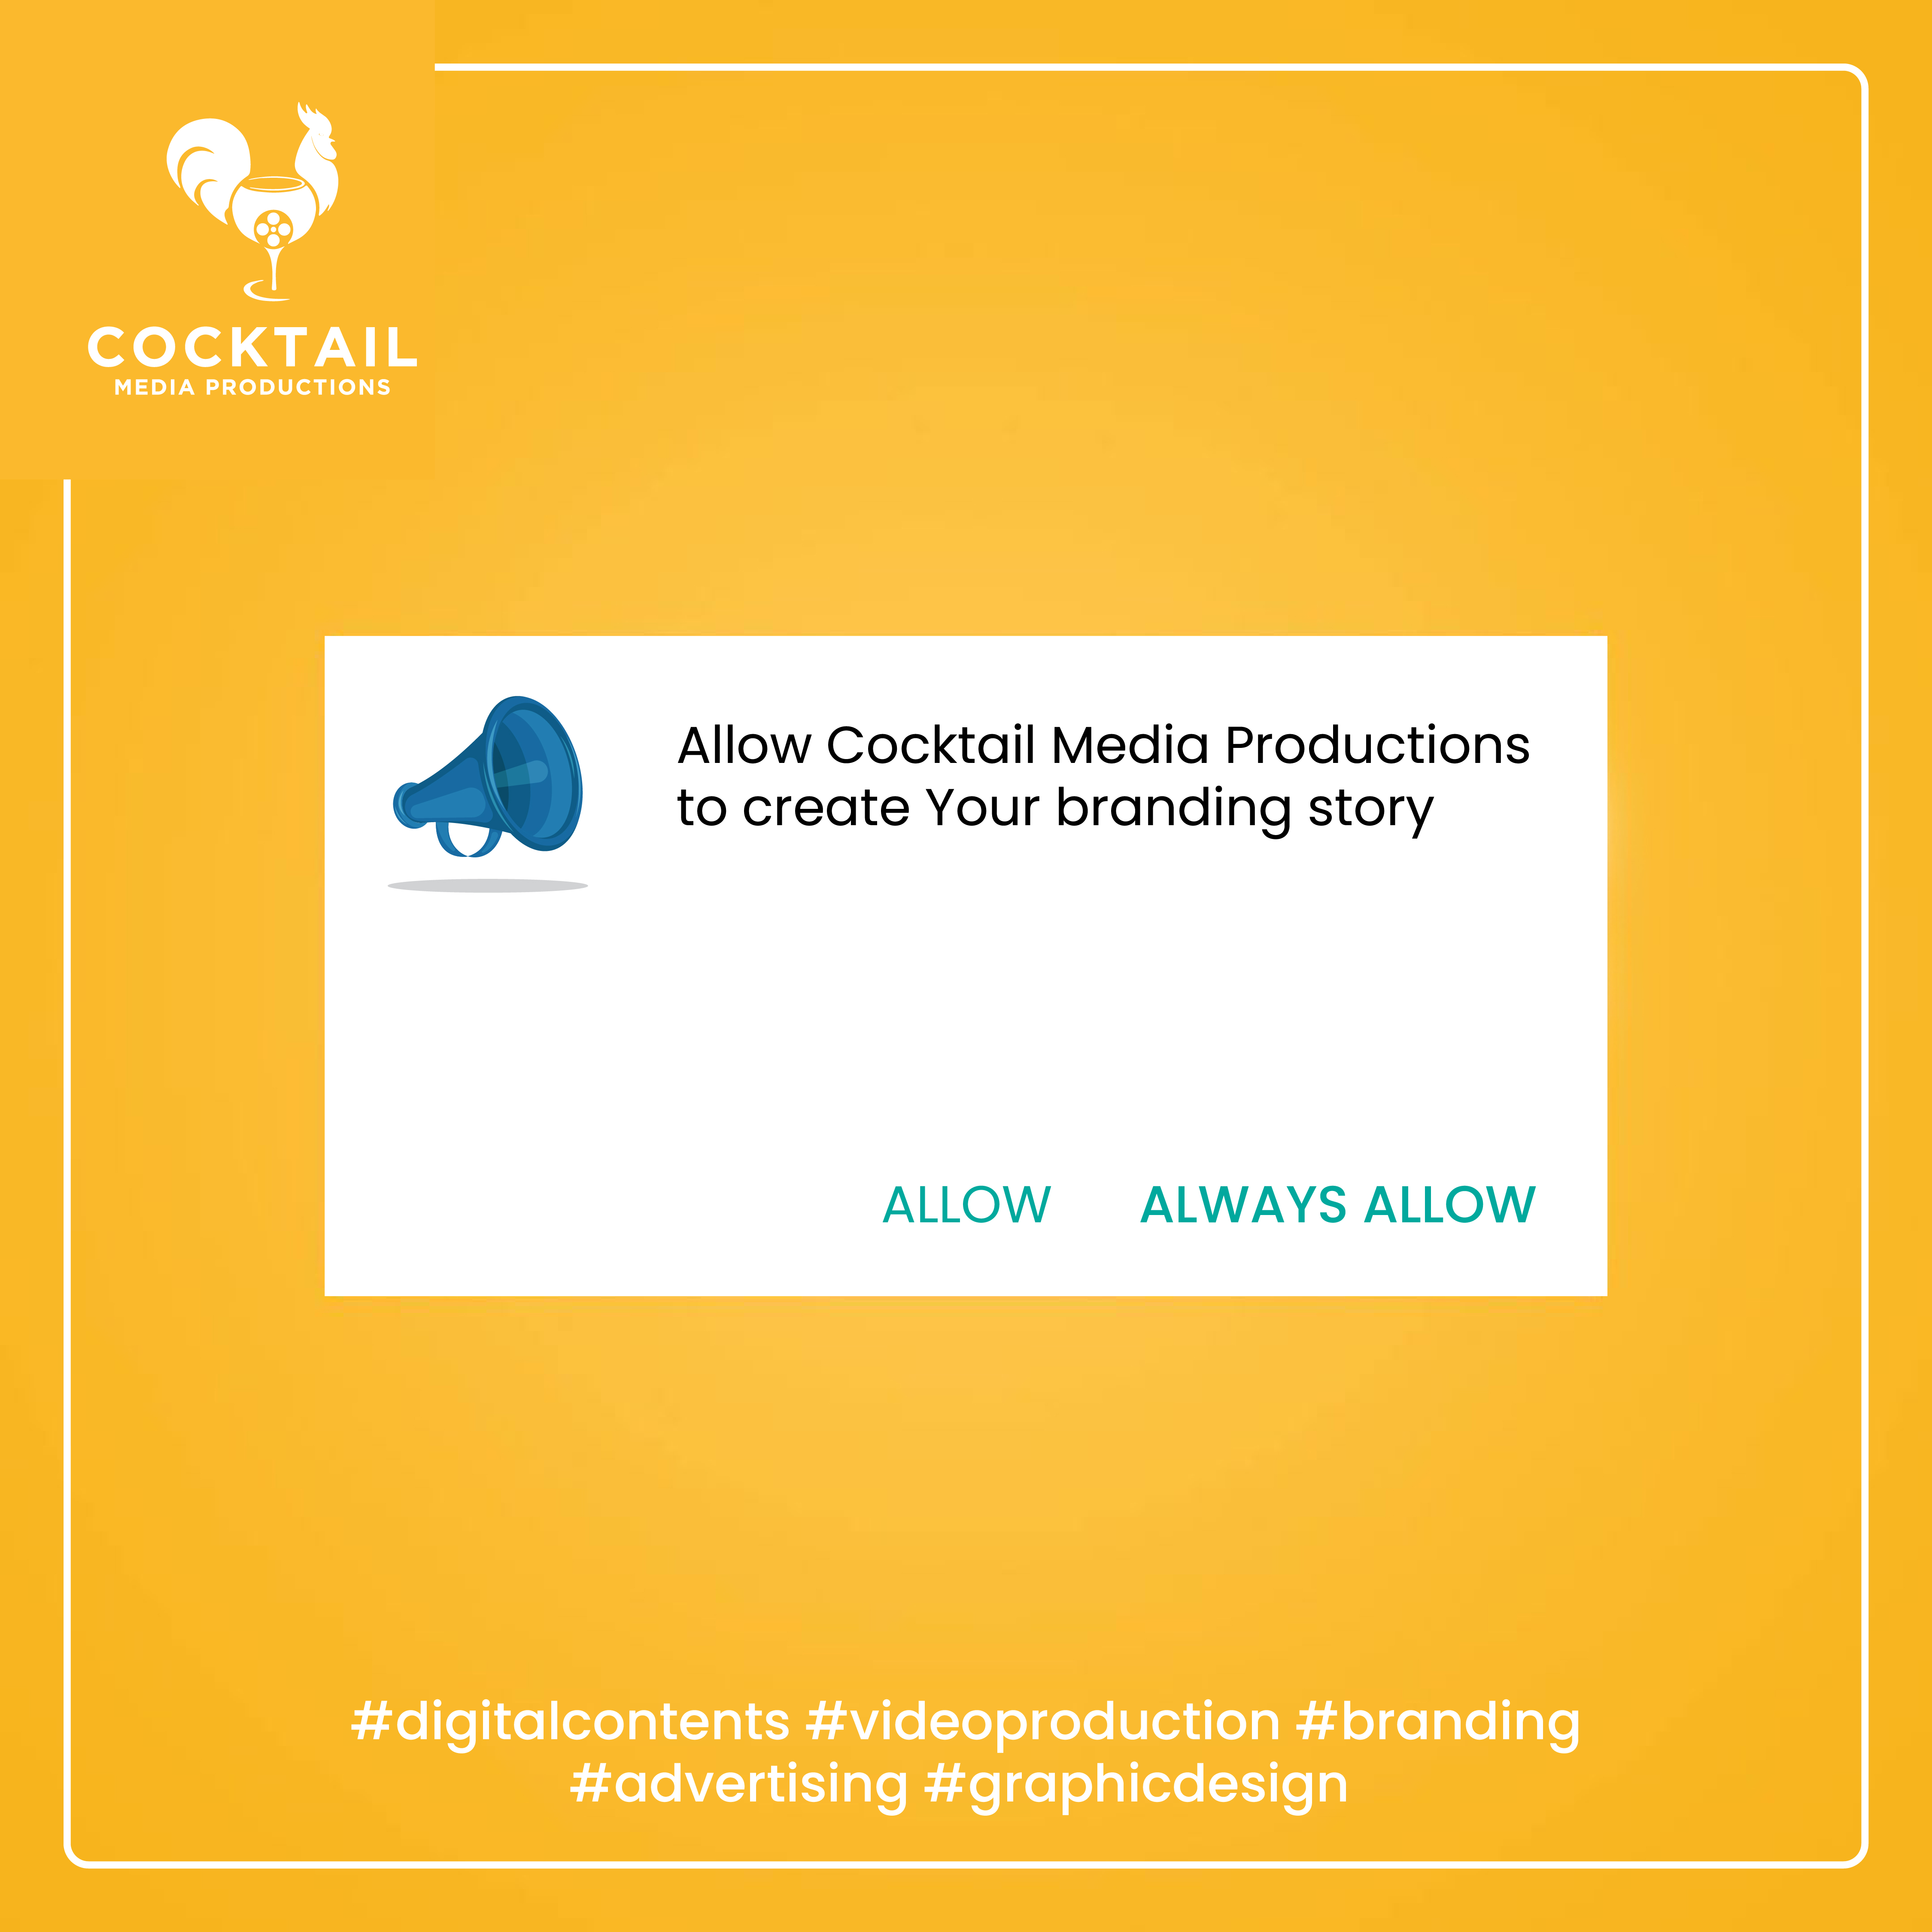 COCKTAIL
MEDIA PRODUCTIONS
Allow Cocktail Media Productions
to create Your branding story
ALLOW ALWAYS ALLOW
#digitalcontents #videoproduction #branding
#advertising #graphicdesign